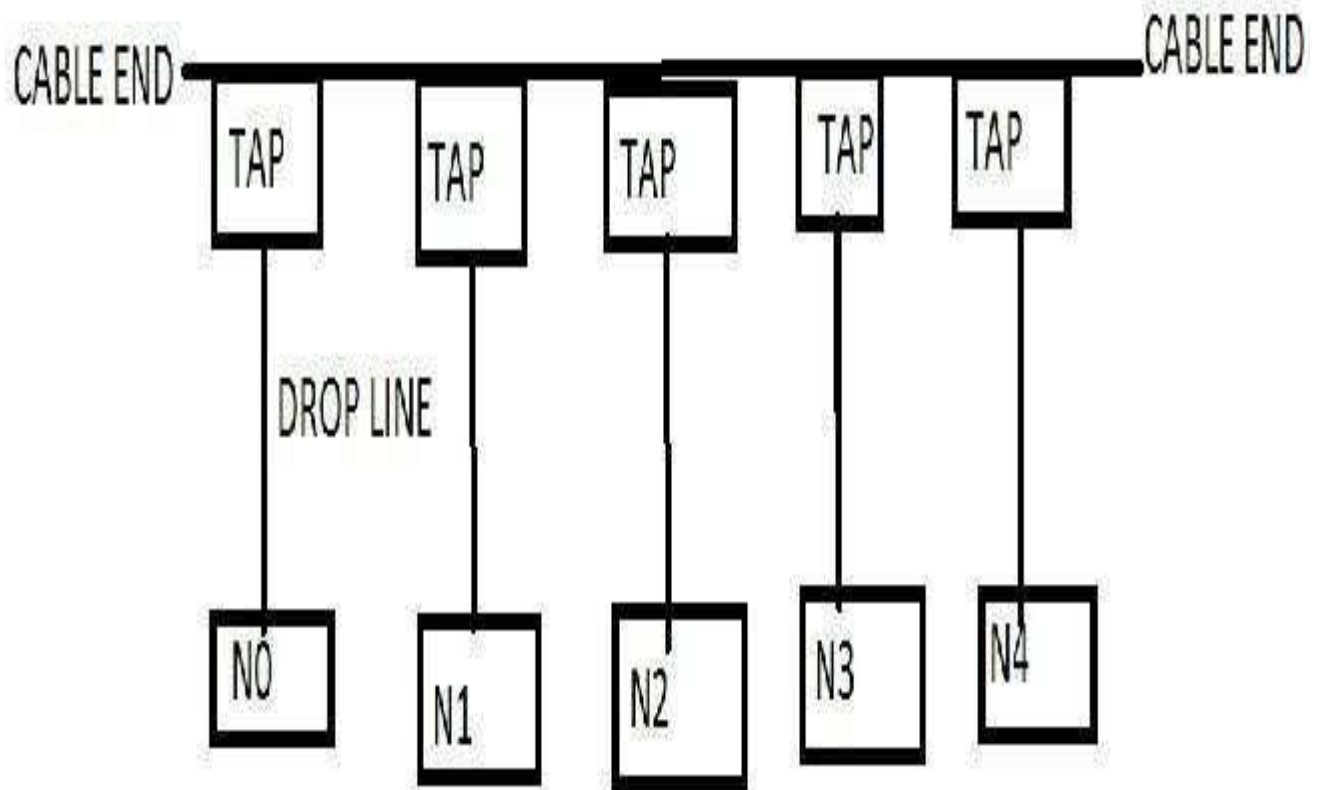 CABLE END
CABLE END
TAP
TAP
TAP
TAP
TAP
DROP LINE
N0
N1
N2
N3
N4